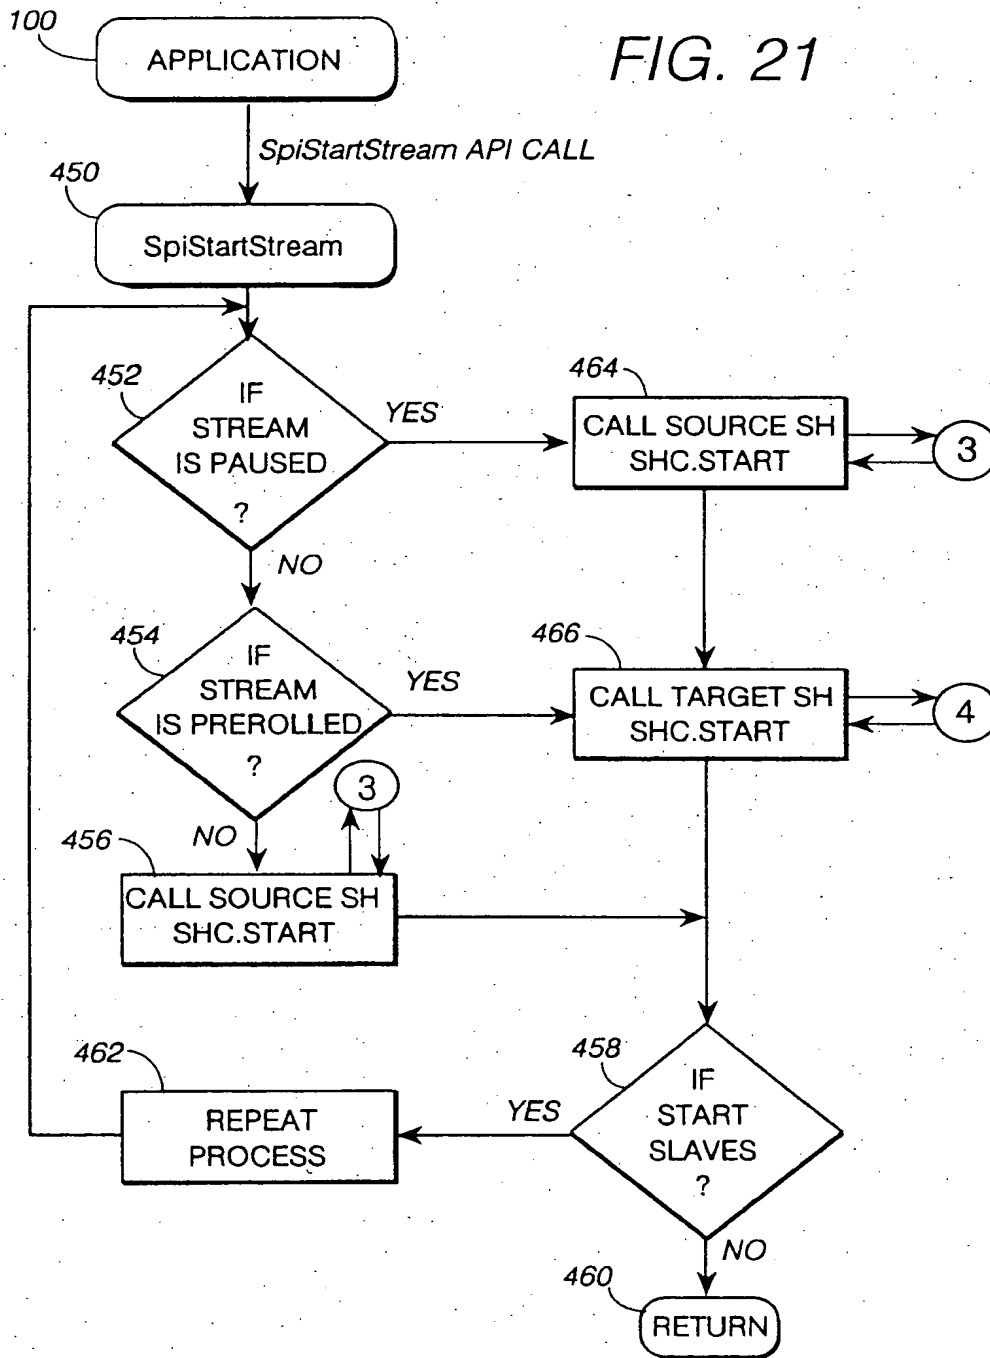 100
APPLICATION
FIG. 21
SpiStartStream API CALL
450
SpiStartStream
452
IF
STREAM
IS PAUSED
?
YES
NO
464
CALL SOURCE SH
SHC.START
3
454
IF
STREAM
IS PREROLLED
?
YES
NO
466
CALL TARGET SH
SHC.START
4
3
456
CALL SOURCE SH
SHC.START
458
IF
START
SLAVES
?
YES
NO
462
REPEAT
PROCESS
460
RETURN